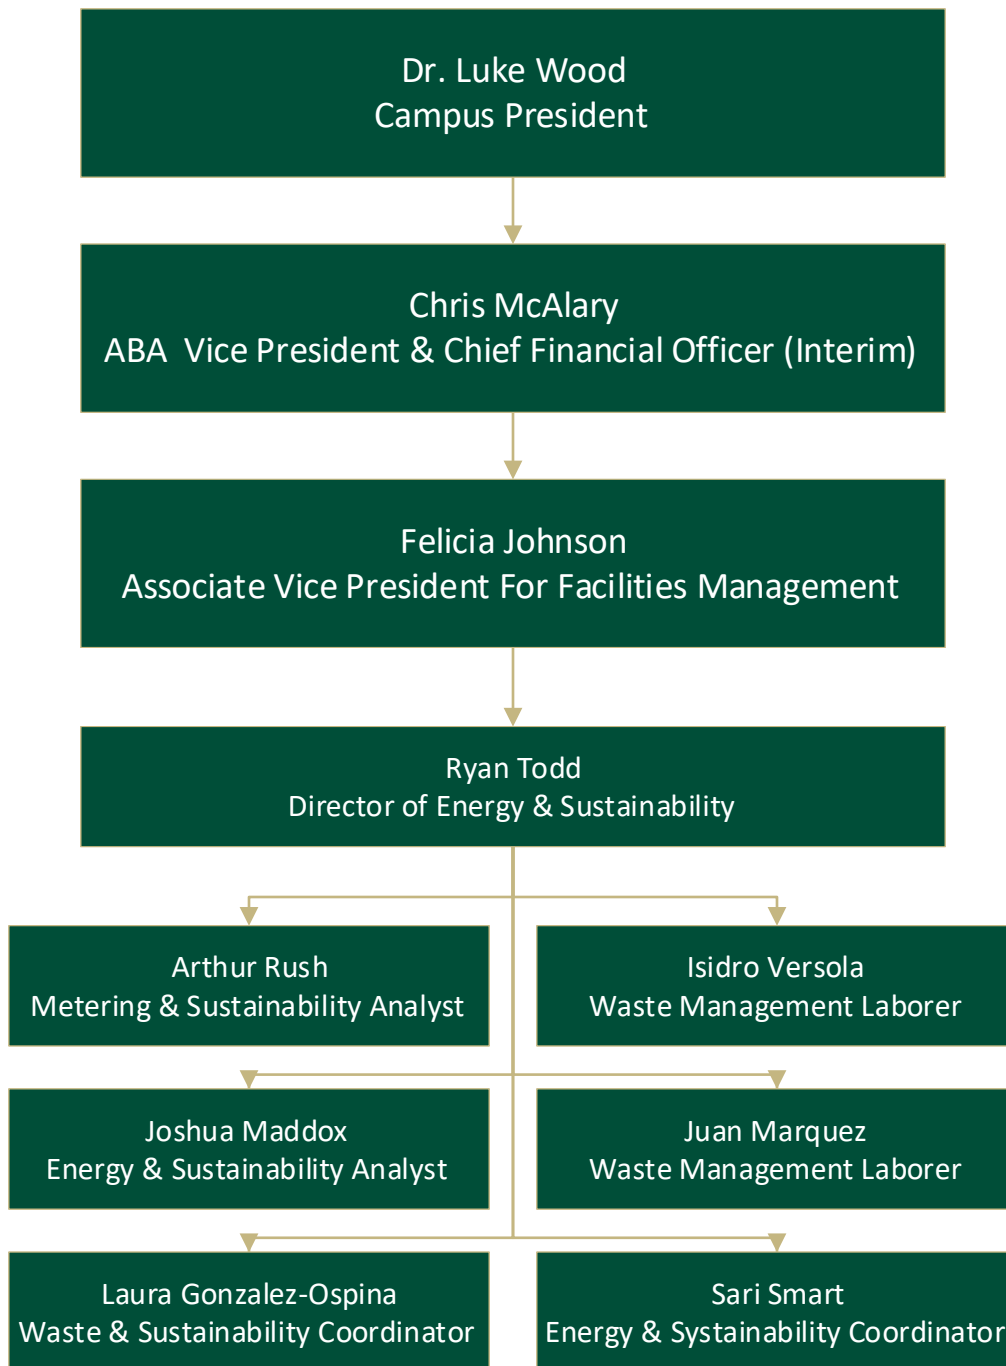 Dr. Luke Wood
Campus President
Chris McAlary
ABA  Vice President & Chief Financial Officer (Interim)
Felicia Johnson
Associate Vice President For Facilities Management
Ryan Todd
Director of Energy & Sustainability
Arthur Rush
Metering & Sustainability Analyst
Isidro Versola
Waste Management Laborer
Joshua Maddox
Energy & Sustainability Analyst
Juan Marquez
Waste Management Laborer
Laura Gonzalez-Ospina
Waste & Sustainability Coordinator
Sari Smart
Energy & Systainability Coordinator